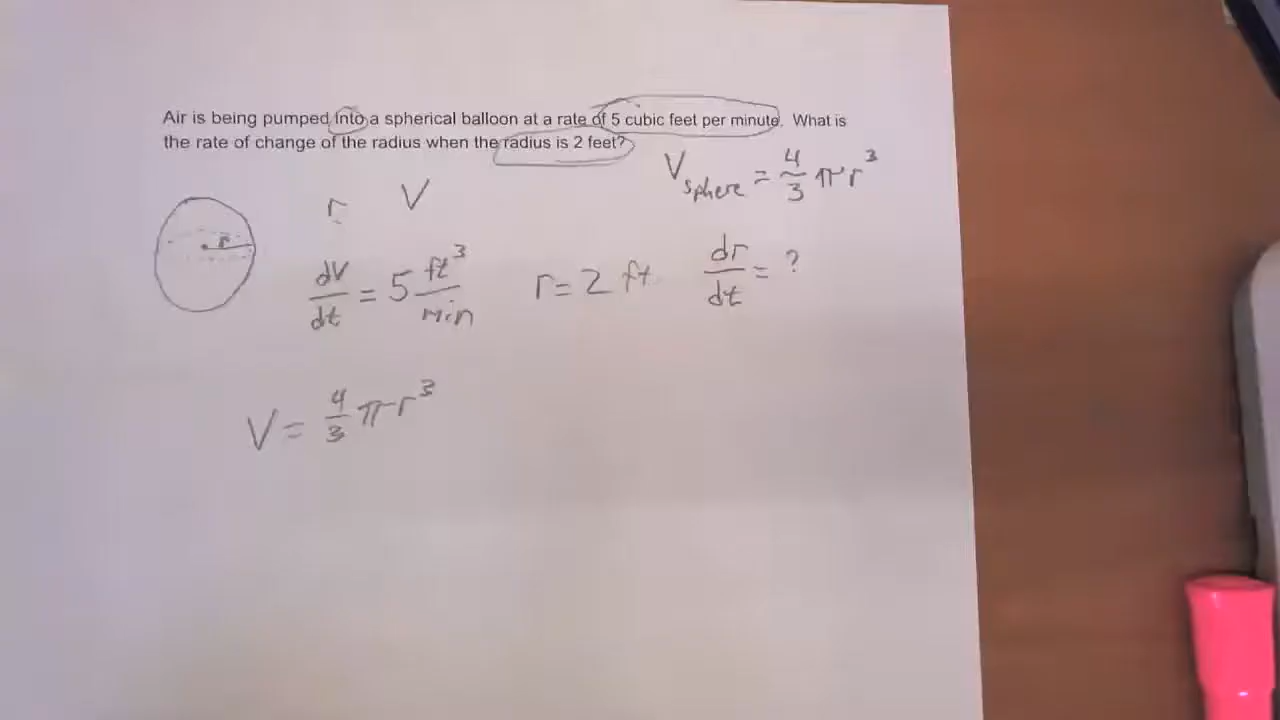 Air is being pumped into a spherical balloon at a rate of 5 cubic feet per minute. What is
the rate of change of the radius when the radius is 2 feet?
V sphere = 4/3 πr³
r V
r
dV/dt = 5 ft³/min r = 2 ft. dr/dt = ?
V = 4/3 πr³